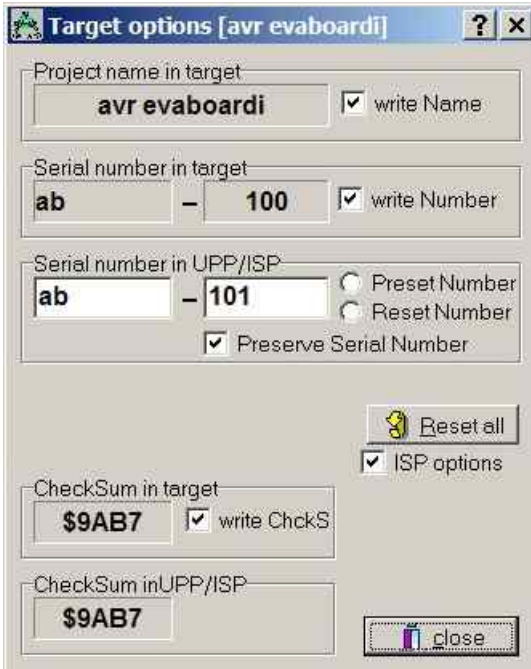 Target options [avr evaboardi]
Project name in target
avr evaboardi write Name
Serial number in target
ab – 100 write Number
Serial number in UPP/ISP
ab – 101 Preset Number
Reset Number
Preserve Serial Number
Reset all
ISP options
CheckSum in target
$9AB7 write ChckS
CheckSum inUPP/ISP
$9AB7
close